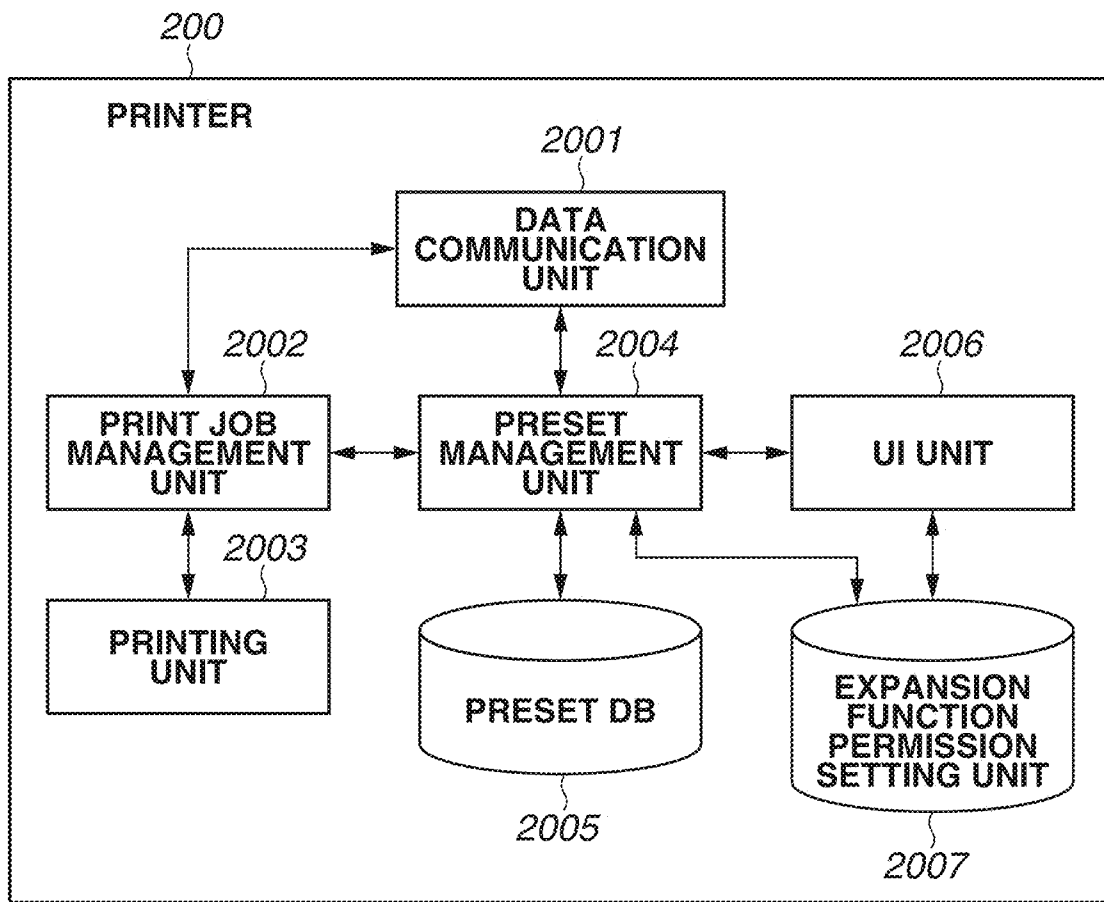 200
PRINTER
2001
DATA
COMMUNICATION
UNIT
2002
PRINT JOB
MANAGEMENT
UNIT
2004
PRESET
MANAGEMENT
UNIT
2006
UI UNIT
2003
PRINTING
UNIT
PRESET DB
2005
EXPANSION
FUNCTION
PERMISSION
SETTING UNIT
2007